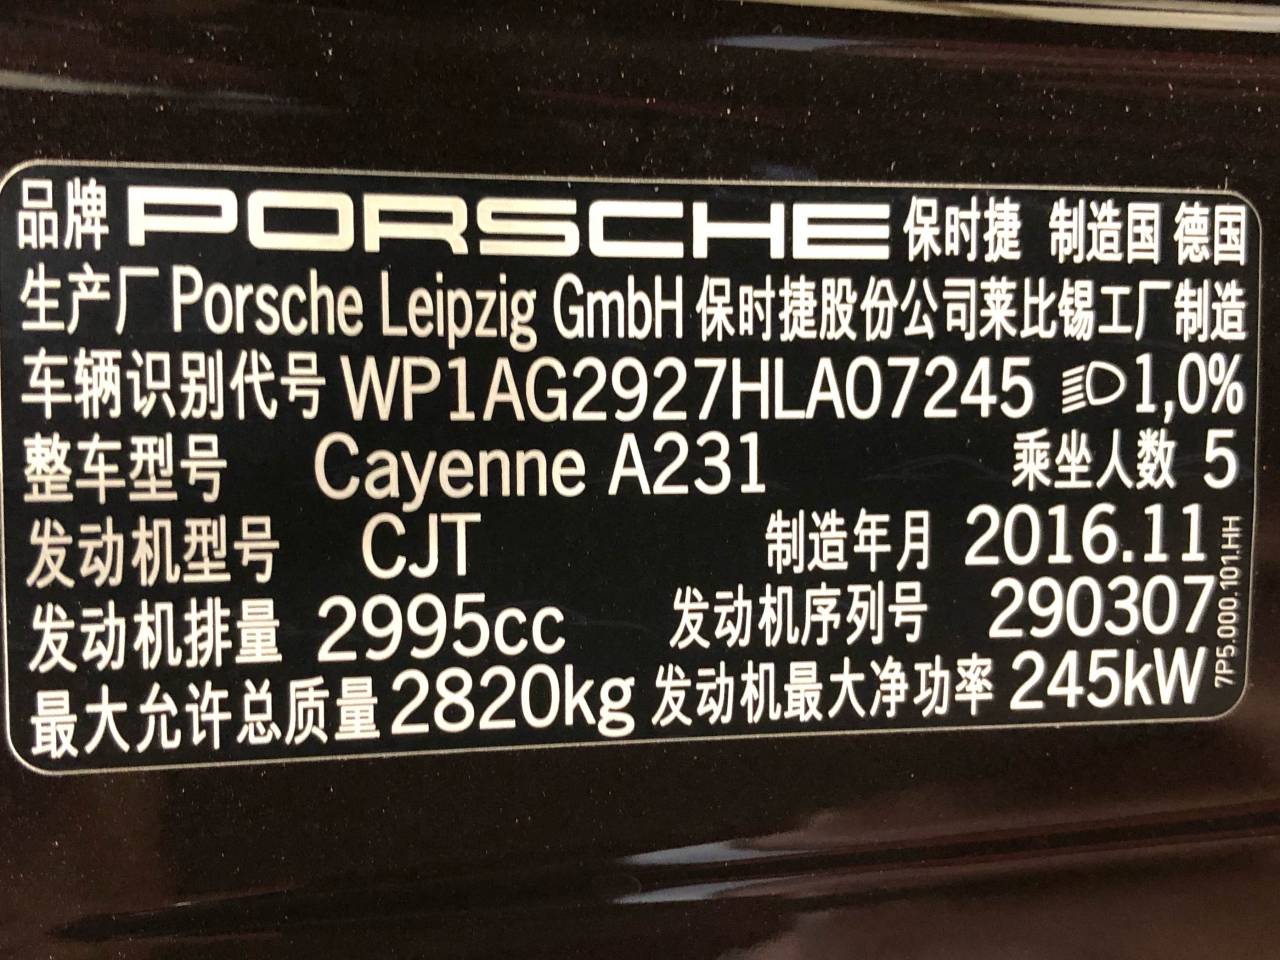 品牌 PORSCHE 保时捷 制造国 德国
生产厂 Porsche Leipzig GmbH 保时捷股份公司莱比锡工厂制造
车辆识别代号 WP1AG2927HLA07245 1,0%
整车型号 Cayenne A231 乘坐人数 5
发动机型号 CJT 制造年月 2016.11
发动机排量 2995cc 发动机序列号 290307
最大允许总质量 2820kg 发动机最大净功率 245kW
7P5.000.101.HH